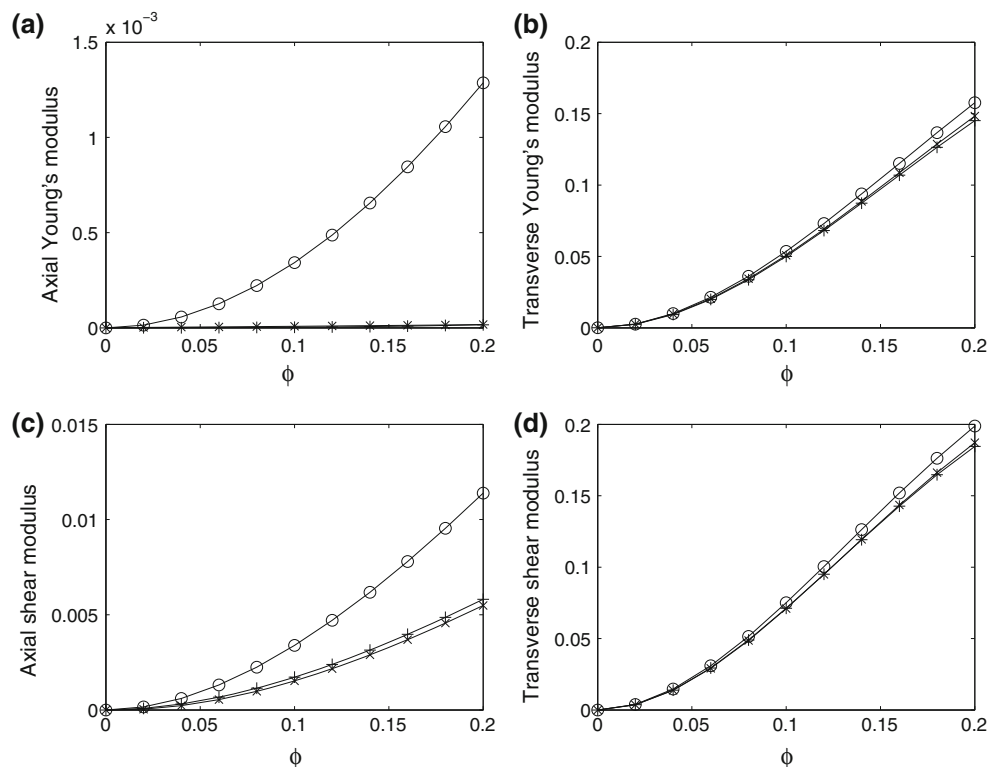 (a)
x 10⁻³
1.5
1
0.5
0
0 0.05 0.1 0.15 0.2
Axial Young's modulus
ϕ
(b)
0.2
0.15
0.1
0.05
0
0 0.05 0.1 0.15 0.2
Transverse Young's modulus
ϕ
(c)
0.015
0.01
0.005
0
0 0.05 0.1 0.15 0.2
Axial shear modulus
ϕ
(d)
0.2
0.15
0.1
0.05
0
0 0.05 0.1 0.15 0.2
Transverse shear modulus
ϕ